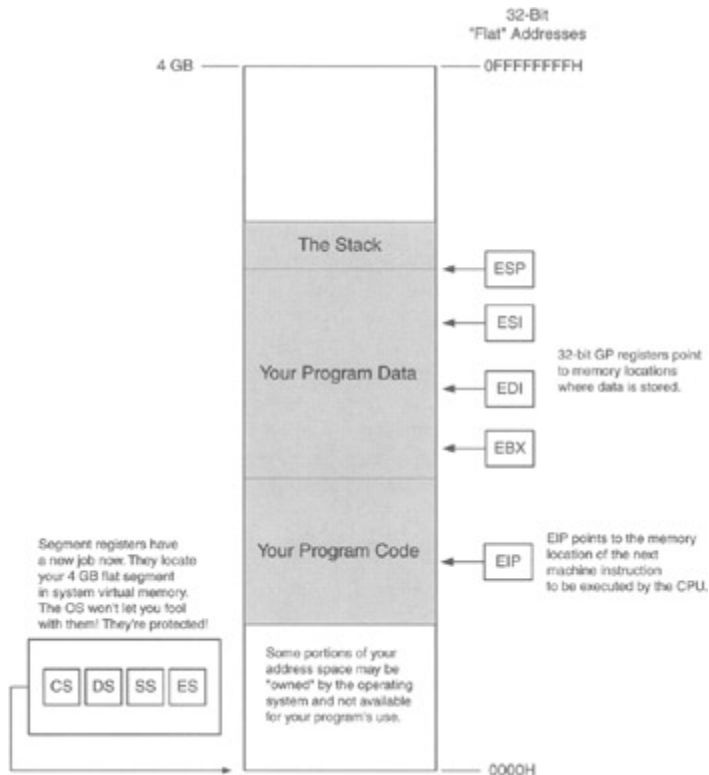 32-Bit
"Flat" Addresses
4 GB
0FFFFFFFFH
The Stack
ESP
ESI
Your Program Data
32-bit GP registers point
to memory locations
where data is stored.
EDI
EBX
Segment registers have
a new job now. They locate
your 4 GB flat segment
in system virtual memory.
The OS won't let you fool
with them! They're protected!
Your Program Code
EIP
EIP points to the memory
location of the next
machine instruction
to be executed by the CPU.
CS DS SS ES
Some portions of your
address space may be
"owned" by the operating
system and not available
for your program's use.
0000H